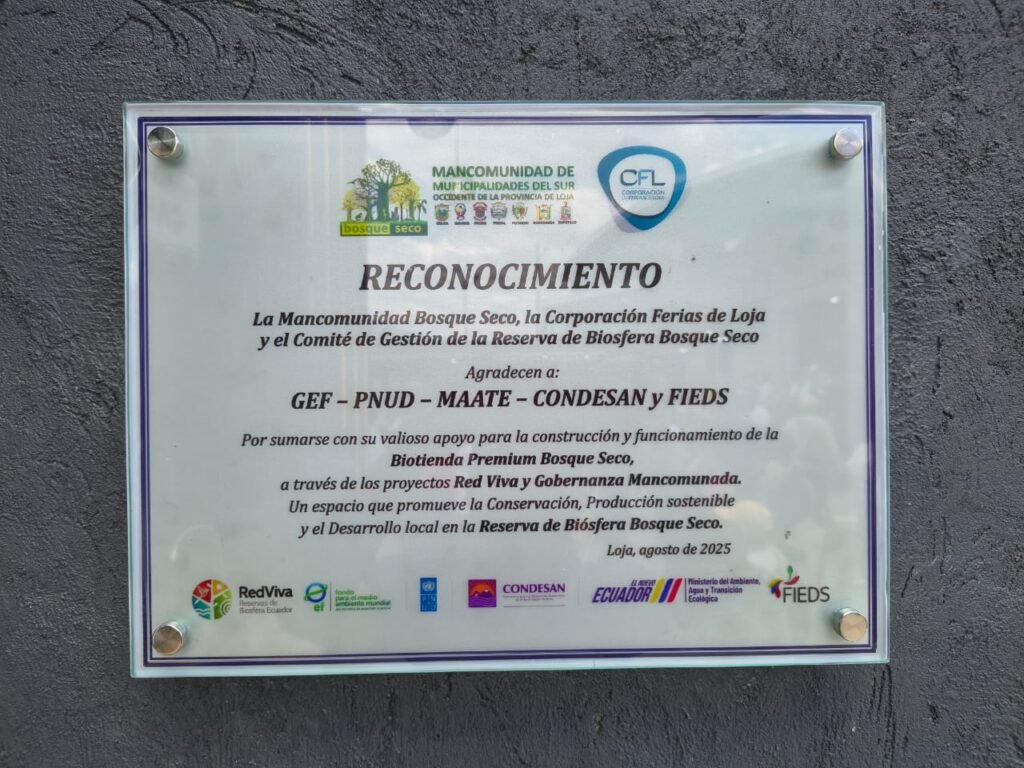 MANCOMUNIDAD DE
MUNICIPALIDADES DEL SUR
OCCIDENTE DE LA PROVINCIA DE LOJA
bosque seco
CFL
CORPORACIÓN
RECONOCIMIENTO
La Mancomunidad Bosque Seco, la Corporación Ferias de Loja
y el Comité de Gestión de la Reserva de Biosfera Bosque Seco
Agradecen a:
GEF – PNUD – MAATE – CONDESAN y FIEDS
Por sumarse con su valioso apoyo para la construcción y funcionamiento de la
Biotienda Premium Bosque Seco,
a través de los proyectos Red Viva y Gobernanza Mancomunada.
Un espacio que promueve la Conservación, Producción sostenible
y el Desarrollo local en la Reserva de Biósfera Bosque Seco.
Loja, agosto de 2025
RedViva
Reservas de
Biosfera Ecuador
gef
fondo
para el medio
ambiente mundial
CONDESAN
EL NUEVO
ECUADOR
Ministerio del Ambiente,
Agua y Transición
Ecológica
FIEDS